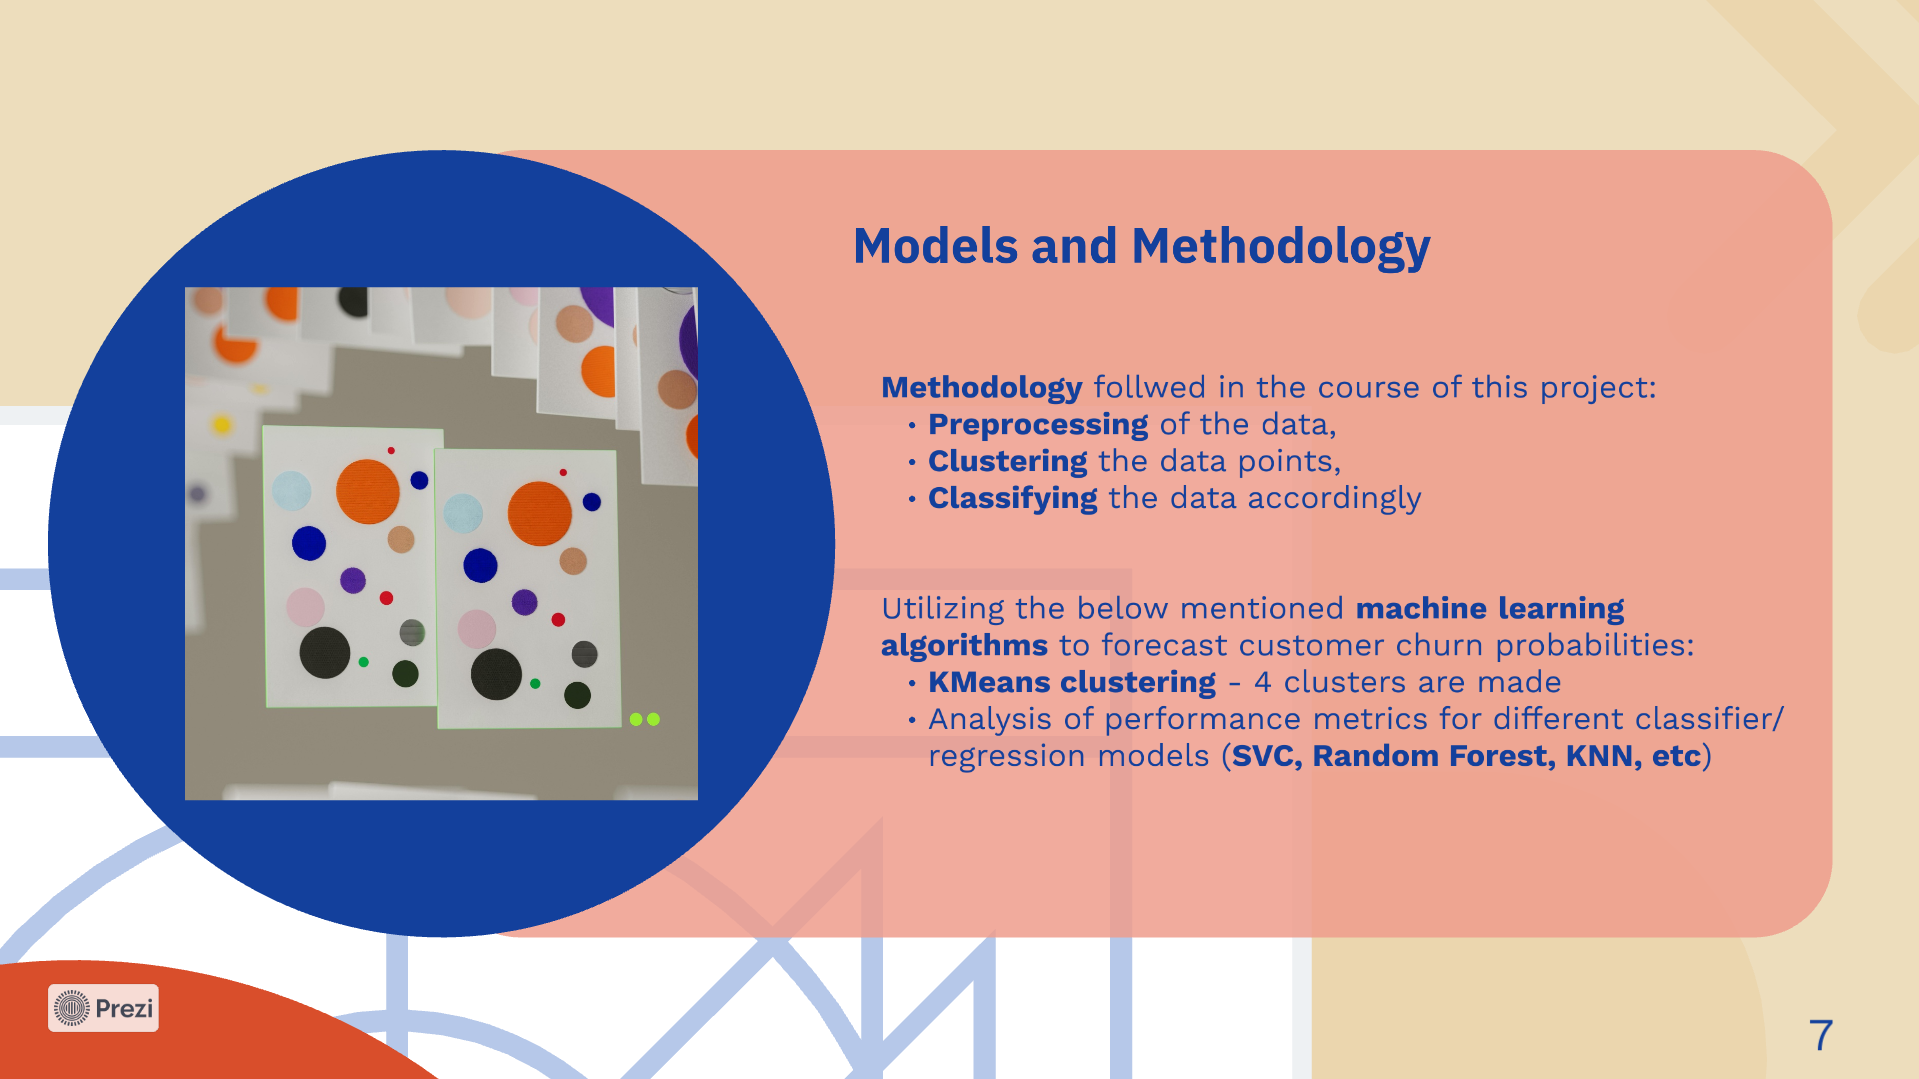 Models and Methodology
Methodology follwed in the course of this project:
• Preprocessing of the data,
• Clustering the data points,
• Classifying the data accordingly
Utilizing the below mentioned machine learning
algorithms to forecast customer churn probabilities:
• KMeans clustering - 4 clusters are made
• Analysis of performance metrics for different classifier/
regression models (SVC, Random Forest, KNN, etc)
Prezi
7